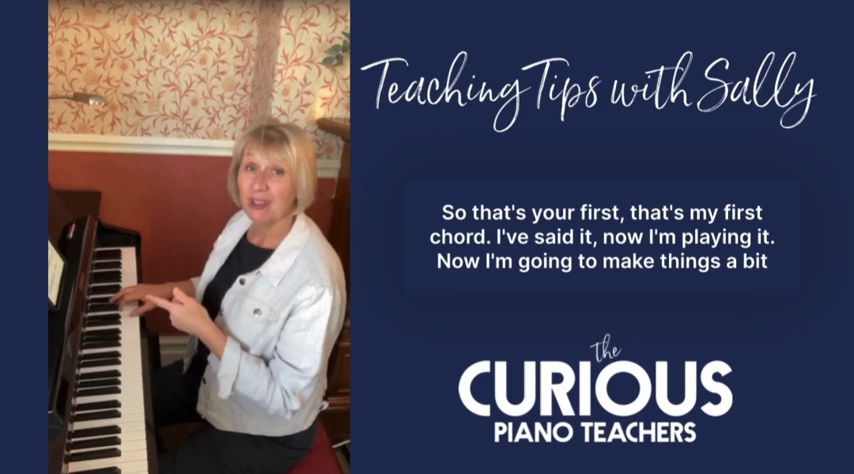 Teaching Tips with Sally
So that's your first, that's my first
chord. I've said it, now I'm playing it.
Now I'm going to make things a bit
the
CURIOUS
PIANO TEACHERS